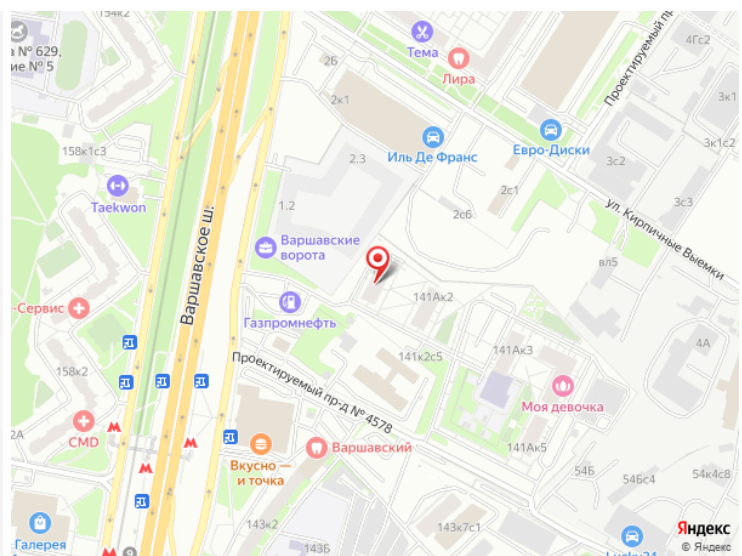 154к2
4Гс2
Проектируемый пр
Тема
Лира
а № 629,
ие № 5
2Б
2к1
3к1
Евро-Диски
3к1с2
Иль Де Франс
158к1с3
2.3
3с2
Taekwon
2с1
3с3
1.2
2с6
ул. Кирпичные Выемки
Варшавское ш.
Варшавские
ворота
вл5
141Ак2
-Сервис
Газпромнефть
141Ак3
4А
141к2с5
158к2
Проектируемый пр-д № 4578
Моя девочка
2А
CMD
Варшавский
141Ак5
Вкусно —
и точка
54Б
54к4с8
54Бс4
143к2
143к7с1
Яндекс
Галерея
9
143Б
Lucky24
© Яндекс